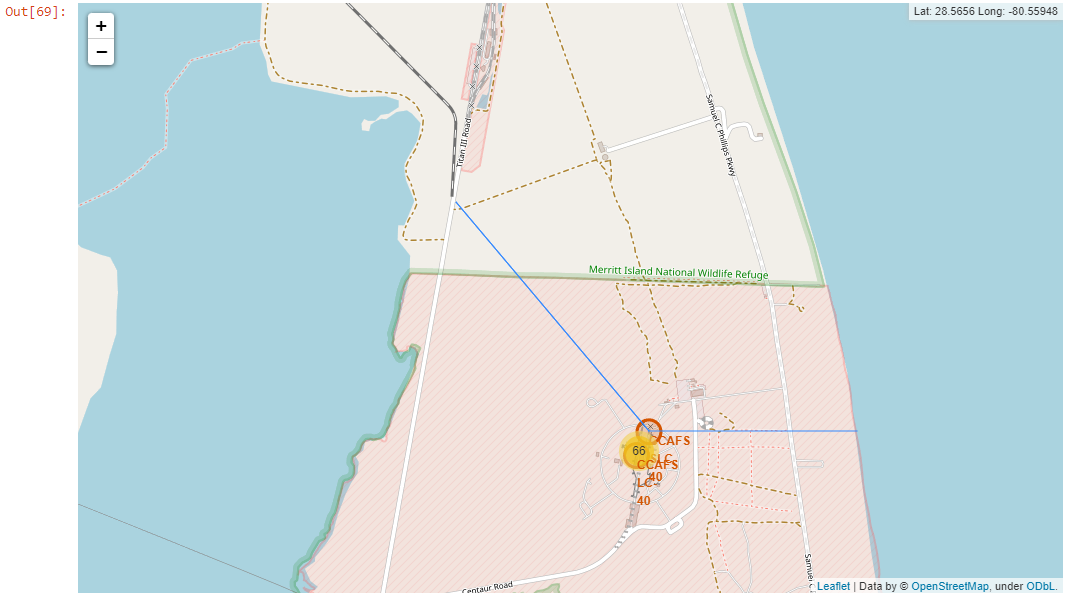 Out[69]:
+
−
Lat: 28.5656 Long: -80.55948
Samuel C Phillips Pkwy
Titan III Road
Merritt Island National Wildlife Refuge
CCAFS
SLC
40
66
CCAFS
LC-
40
Samuel C
Centaur Road
Leaflet | Data by © OpenStreetMap, under ODbL.